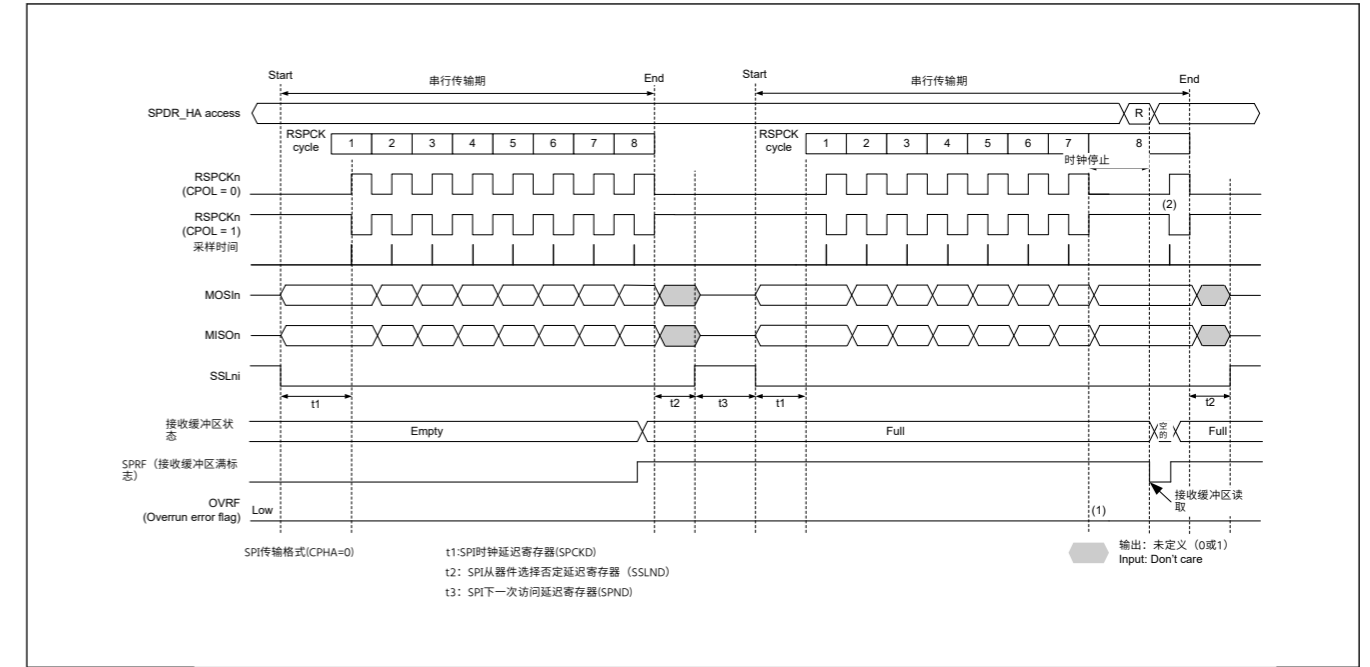 Start
串行传输期
End
Start
串行传输期
End
SPDR_HA access
R
RSPCK
cycle
1 2 3 4 5 6 7 8
RSPCK
cycle
1 2 3 4 5 6 7 8
时钟停止
RSPCKn
(CPOL = 0)
(2)
RSPCKn
(CPOL = 1)
采样时间
MOSIn
MISOn
SSLni
t1
t2
t3
t1
t2
接收缓冲区状
态
Empty
Full
空
的
Full
SPRF（接收缓冲区满标
志）
接收缓冲区读
取
OVRF
(Overrun error flag)
Low
(1)
SPI传输格式(CPHA=0)
t1:SPI时钟延迟寄存器(SPCKD)
t2：SPI从器件选择否定延迟寄存器（SSLND）
t3：SPI下一次访问延迟寄存器(SPND)
输出：未定义（0或1）
Input: Don't care